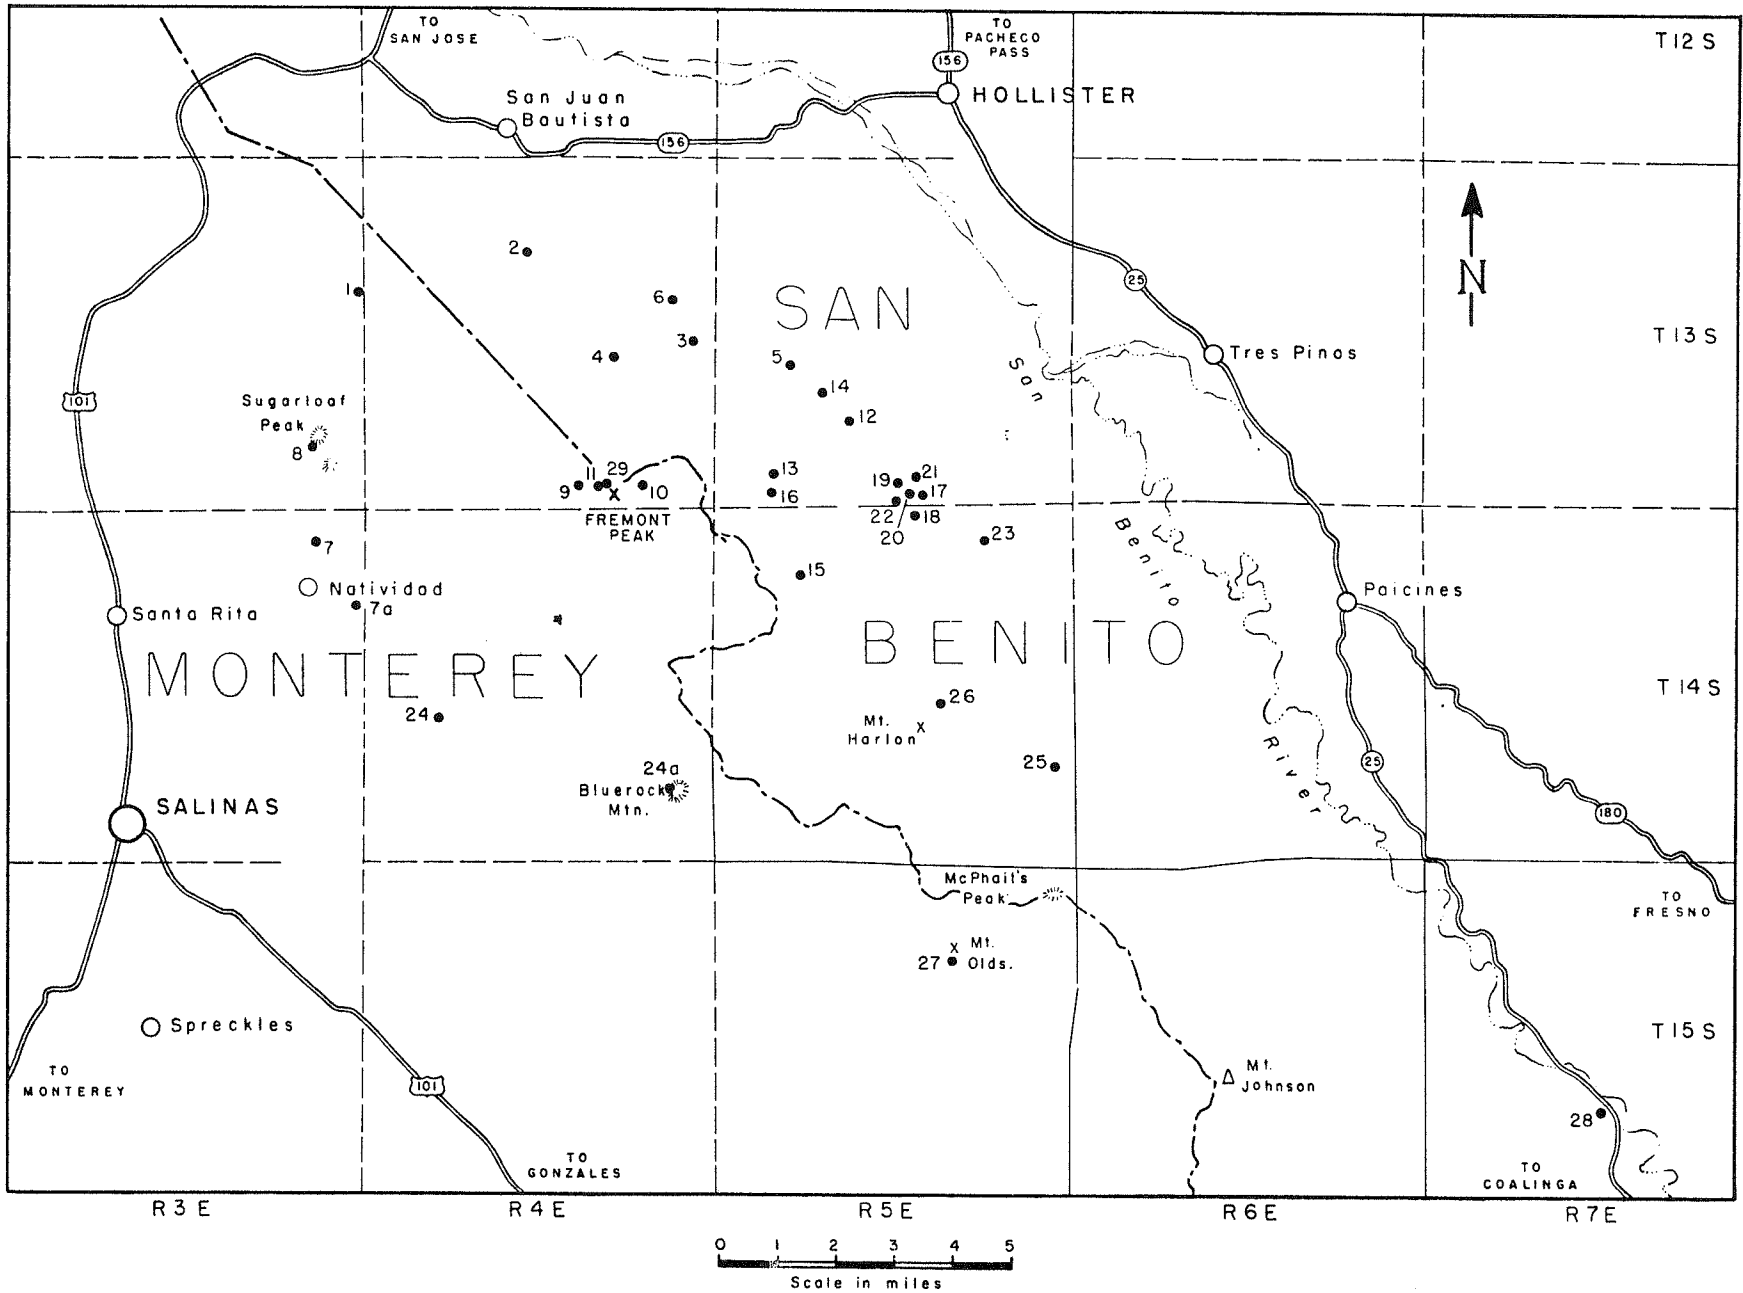 TO
SAN JOSE
TO
PACHECO
PASS
T12S
156
San Juan
Bautista
HOLLISTER
156
2
1
6
SAN
25
N
3
4
5
Tres Pinos
T13S
14
12
San
101
Sugarloaf
Peak
8
9
11
29
10
13
16
19
21
17
22
18
20
FREMONT
PEAK
7
23
Benito
15
Natividad
7a
Santa Rita
Paicines
MONTEREY
BENITO
T14S
24
26
Mt.
Harlan
X
River
25
25
24a
Bluerock
Mtn.
SALINAS
180
McPhail's
Peak
TO
FRESNO
X
Mt.
Olds.
27
Spreckles
T15S
TO
MONTEREY
101
Mt.
Johnson
28
TO
GONZALES
TO
COALINGA
R3E
R4E
R5E
R6E
R7E
0 1 2 3 4 5
Scale in miles